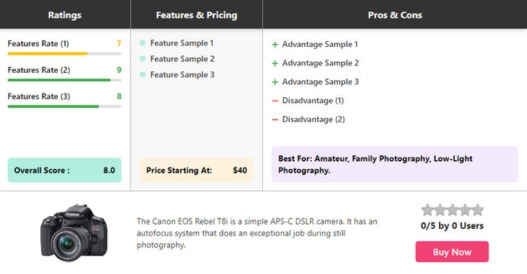 Ratings
Features & Pricing
Pros & Cons
Features Rate (1) 7
Features Rate (2) 9
Features Rate (3) 8
Overall Score : 8.0
Feature Sample 1
Feature Sample 2
Feature Sample 3
Price Starting At: $40
+ Advantage Sample 1
+ Advantage Sample 2
+ Advantage Sample 3
− Disadvantage (1)
− Disadvantage (2)
Best For: Amateur, Family Photography, Low-Light
Photography.
Canon
The Canon EOS Rebel T8i is a simple APS-C DSLR camera. It has an
autofocus system that does an exceptional job during still
photography.
0/5 by 0 Users
Buy Now